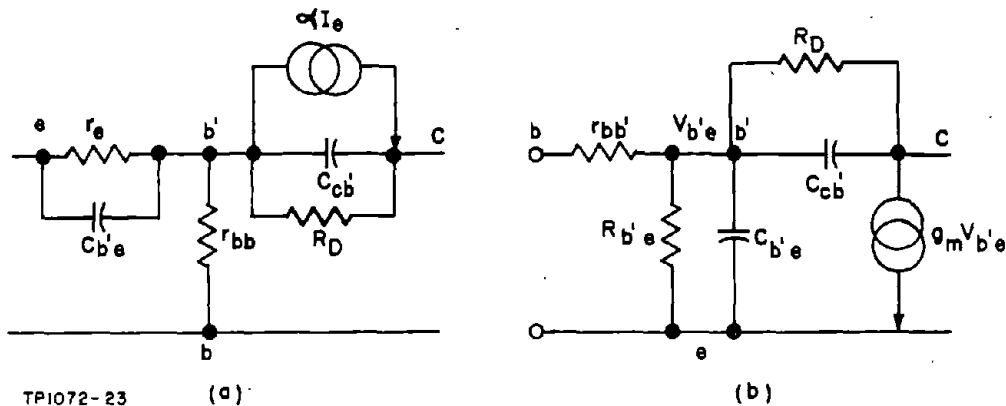 αIe
RD
e re b' C
Ccb'
Cb'e
rbb
RD
b
b rbb' Vb'e b' C
Ccb'
Rb'e Cb'e gmVb'e
e
TP1072-23 (a) (b)